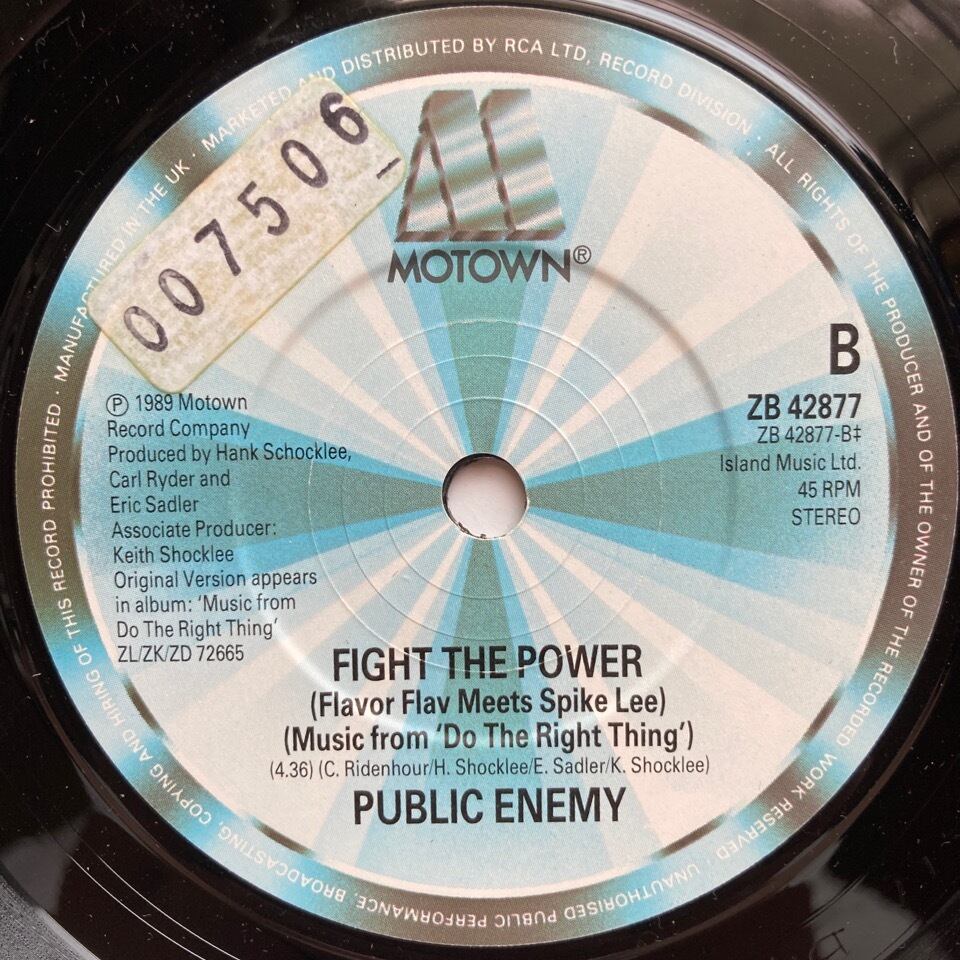 MANUFACTURED IN THE UK · MARKETED AND DISTRIBUTED BY RCA LTD, RECORD DIVISION · ALL RIGHTS OF THE PRODUCER AND OF THE OWNER OF THE RECORDED WORK RESERVED · UNAUTHORISED PUBLIC PERFORMANCE, BROADCASTING, COPYING AND HIRING OF THIS RECORD PROHIBITED ·
007506
MOTOWN®
B
ZB 42877
ZB 42877-B‡
Island Music Ltd.
45 RPM
STEREO
℗ 1989 Motown
Record Company
Produced by Hank Schocklee,
Carl Ryder and
Eric Sadler
Associate Producer:
Keith Shocklee
Original Version appears
in album: ‘Music from
Do The Right Thing’
ZL/ZK/ZD 72665
FIGHT THE POWER
(Flavor Flav Meets Spike Lee)
(Music from ‘Do The Right Thing’)
(4.36) (C. Ridenhour/H. Shocklee/E. Sadler/K. Shocklee)
PUBLIC ENEMY